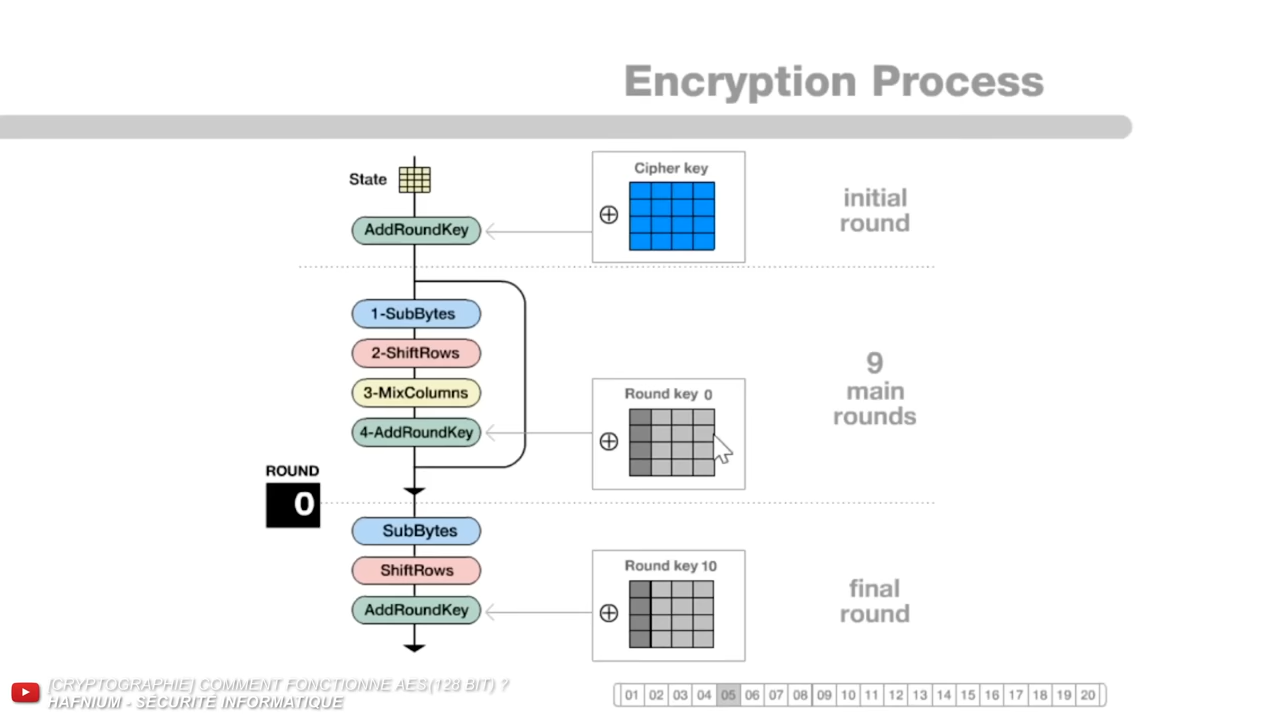 Encryption Process
State
Cipher key
⊕
initial
round
AddRoundKey
1-SubBytes
2-ShiftRows
3-MixColumns
4-AddRoundKey
Round key 0
⊕
9
main
rounds
ROUND
0
SubBytes
ShiftRows
AddRoundKey
Round key 10
⊕
final
round
[CRYPTOGRAPHIE] COMMENT FONCTIONNE AES(128 BIT) ?
HAFNIUM - SÉCURITÉ INFORMATIQUE
01 02 03 04 05 06 07 08 09 10 11 12 13 14 15 16 17 18 19 20